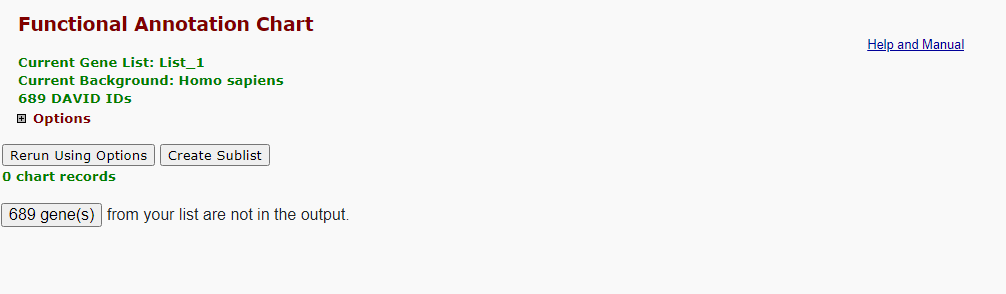 Functional Annotation Chart
Help and Manual
Current Gene List: List_1
Current Background: Homo sapiens
689 DAVID IDs
Options
Rerun Using Options Create Sublist
0 chart records
689 gene(s) from your list are not in the output.